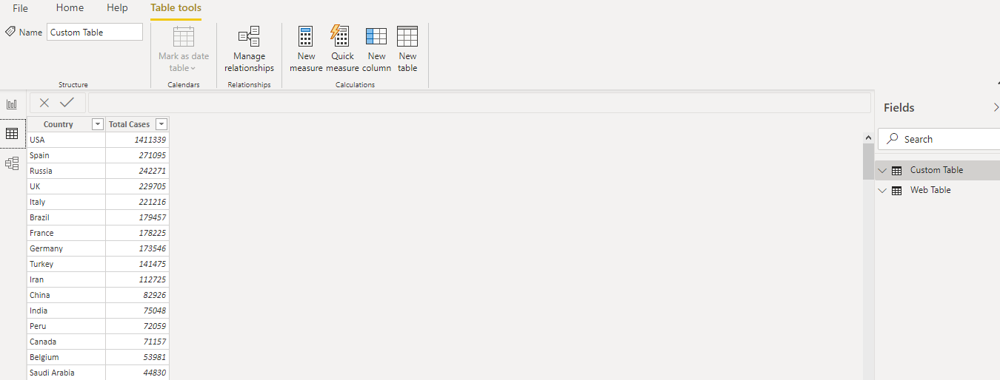 File Home Help Table tools
Name Custom Table
Mark as date table
Manage relationships
New measure
Quick measure
New column
New table
Structure Calendars Relationships Calculations
Fields
Search
Custom Table
Web Table
Country Total Cases
USA 1411339
Spain 271095
Russia 242271
UK 229705
Italy 221216
Brazil 179457
France 178225
Germany 173546
Turkey 141475
Iran 112725
China 82926
India 75048
Peru 72059
Canada 71157
Belgium 53981
Saudi Arabia 44830